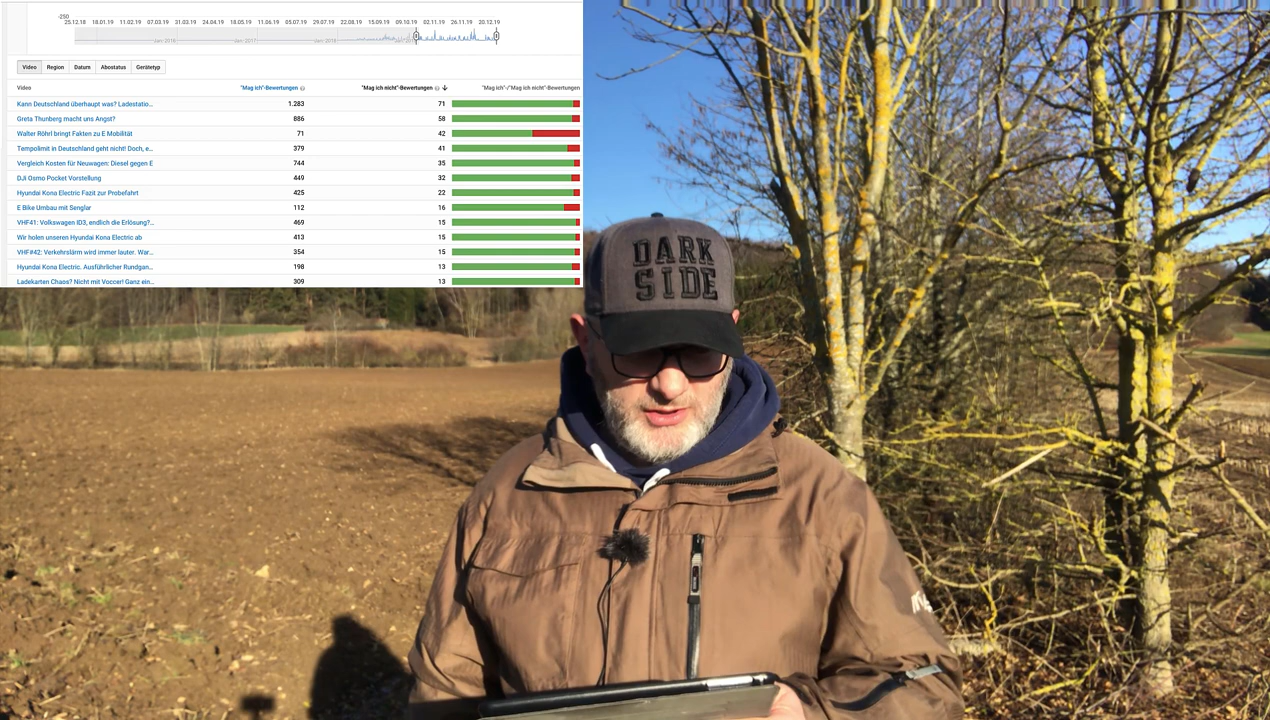 -250
25.12.18 18.01.19 11.02.19 07.03.19 31.03.19 24.04.19 18.05.19 11.06.19 05.07.19 29.07.19 22.08.19 15.09.19 09.10.19 02.11.19 26.11.19 20.12.19
Jan. 2016 Jan. 2017 Jan. 2018
Video Region Datum Abostatus Gerätetyp
Video "Mag ich"-Bewertungen "Mag ich nicht"-Bewertungen "Mag ich"-/"Mag ich nicht"-Bewertungen
Kann Deutschland überhaupt was? Ladestatio... 1.283 71
Greta Thunberg macht uns Angst? 886 58
Walter Röhrl bringt Fakten zu E Mobilität 71 42
Tempolimit in Deutschland geht nicht! Doch, e... 379 41
Vergleich Kosten für Neuwagen: Diesel gegen E 744 35
DJi Osmo Pocket Vorstellung 449 32
Hyundai Kona Electric Fazit zur Probefahrt 425 22
E Bike Umbau mit Senglar 112 16
VHF41: Volkswagen ID3, endlich die Erlösung?... 469 15
Wir holen unseren Hyundai Kona Electric ab 413 15
VHF#42: Verkehrslärm wird immer lauter. War... 354 15
Hyundai Kona Electric. Ausführlicher Rundgan... 198 13
Ladekarten Chaos? Nicht mit Voccer! Ganz ein... 309 13
DARK
SIDE